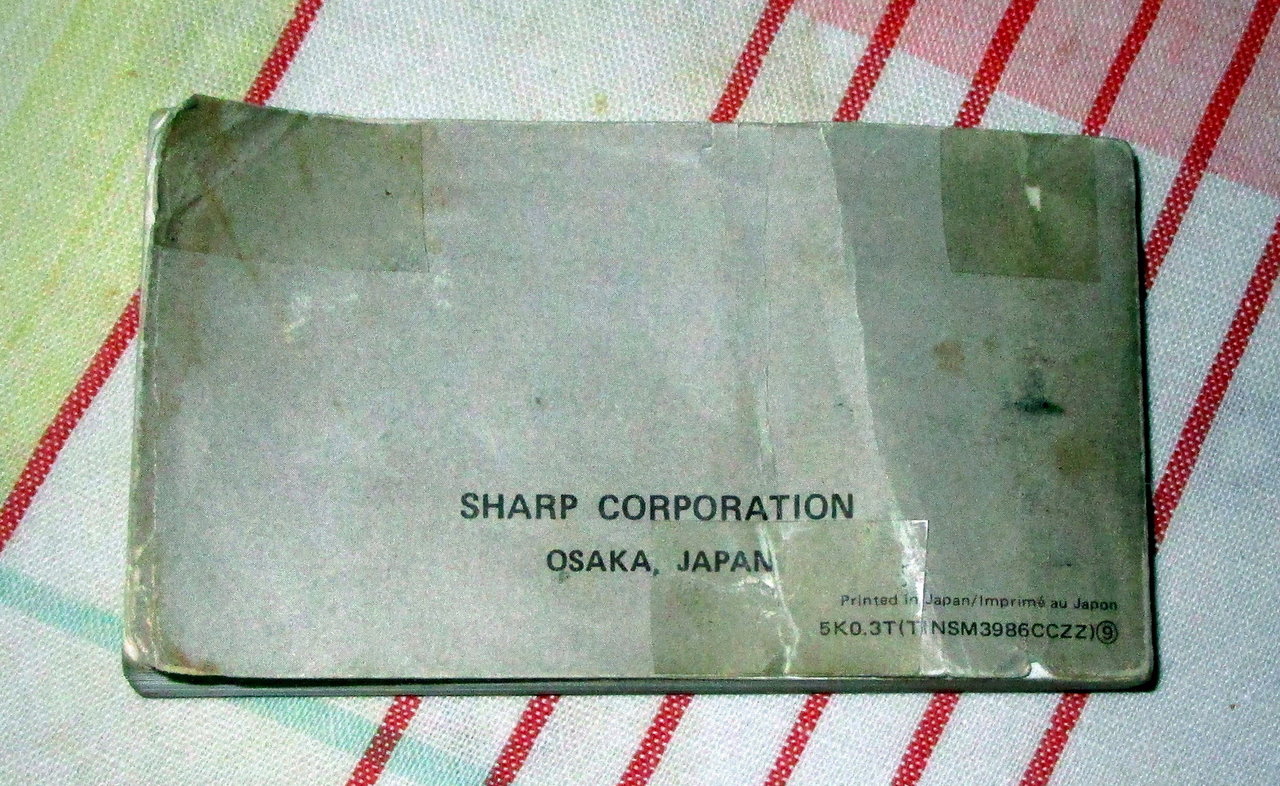 SHARP CORPORATION
OSAKA, JAPAN
Printed in Japan/Imprimé au Japon
5K0.3T(TINSM3986CCZZ)⑨